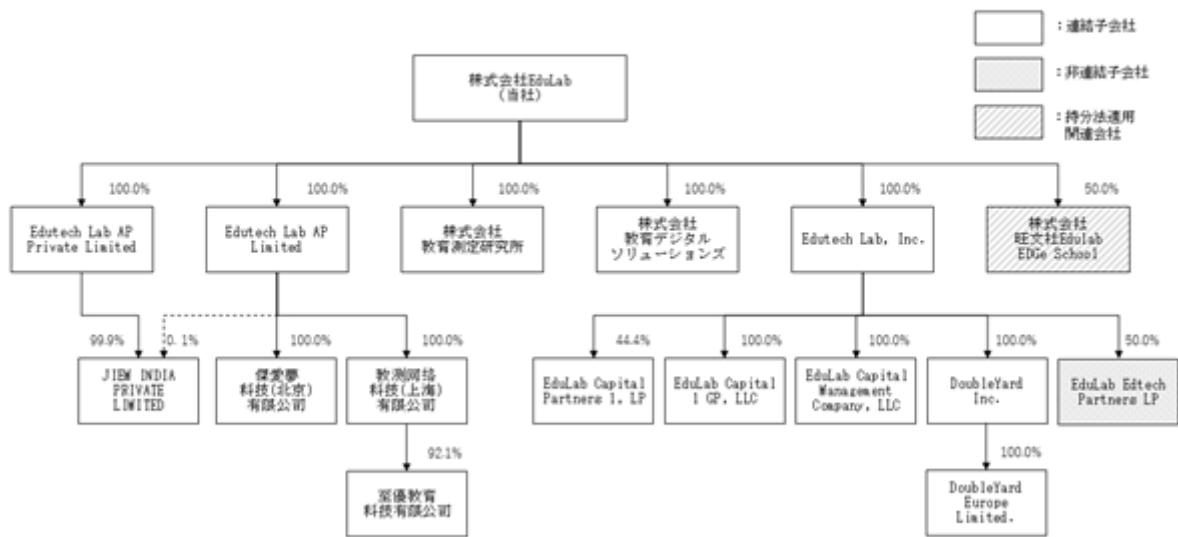 ：連結子会社
株式会社EduLab
（当社）
：非連結子会社
：持分法適用
関連会社
100.0%
100.0%
100.0%
100.0%
100.0%
50.0%
Edutech Lab AP
Private Limited
Edutech Lab AP
Limited
株式会社
教育測定研究所
株式会社
教育デジタル
ソリューションズ
Edutech Lab, Inc.
株式会社
旺文社Edulab
EDGe School
99.9%
0.1%
100.0%
100.0%
44.4%
100.0%
100.0%
100.0%
50.0%
JIEM INDIA
PRIVATE
LIMITED
傑愛夢
科技(北京)
有限公司
教測网络
科技(上海)
有限公司
EduLab Capital
Partners I, LP
EduLab Capital
I GP, LLC
EduLab Capital
Management
Company, LLC
DoubleYard
Inc.
EduLab Edtech
Partners LP
92.1%
100.0%
至優教育
科技有限公司
DoubleYard
Europe
Limited.